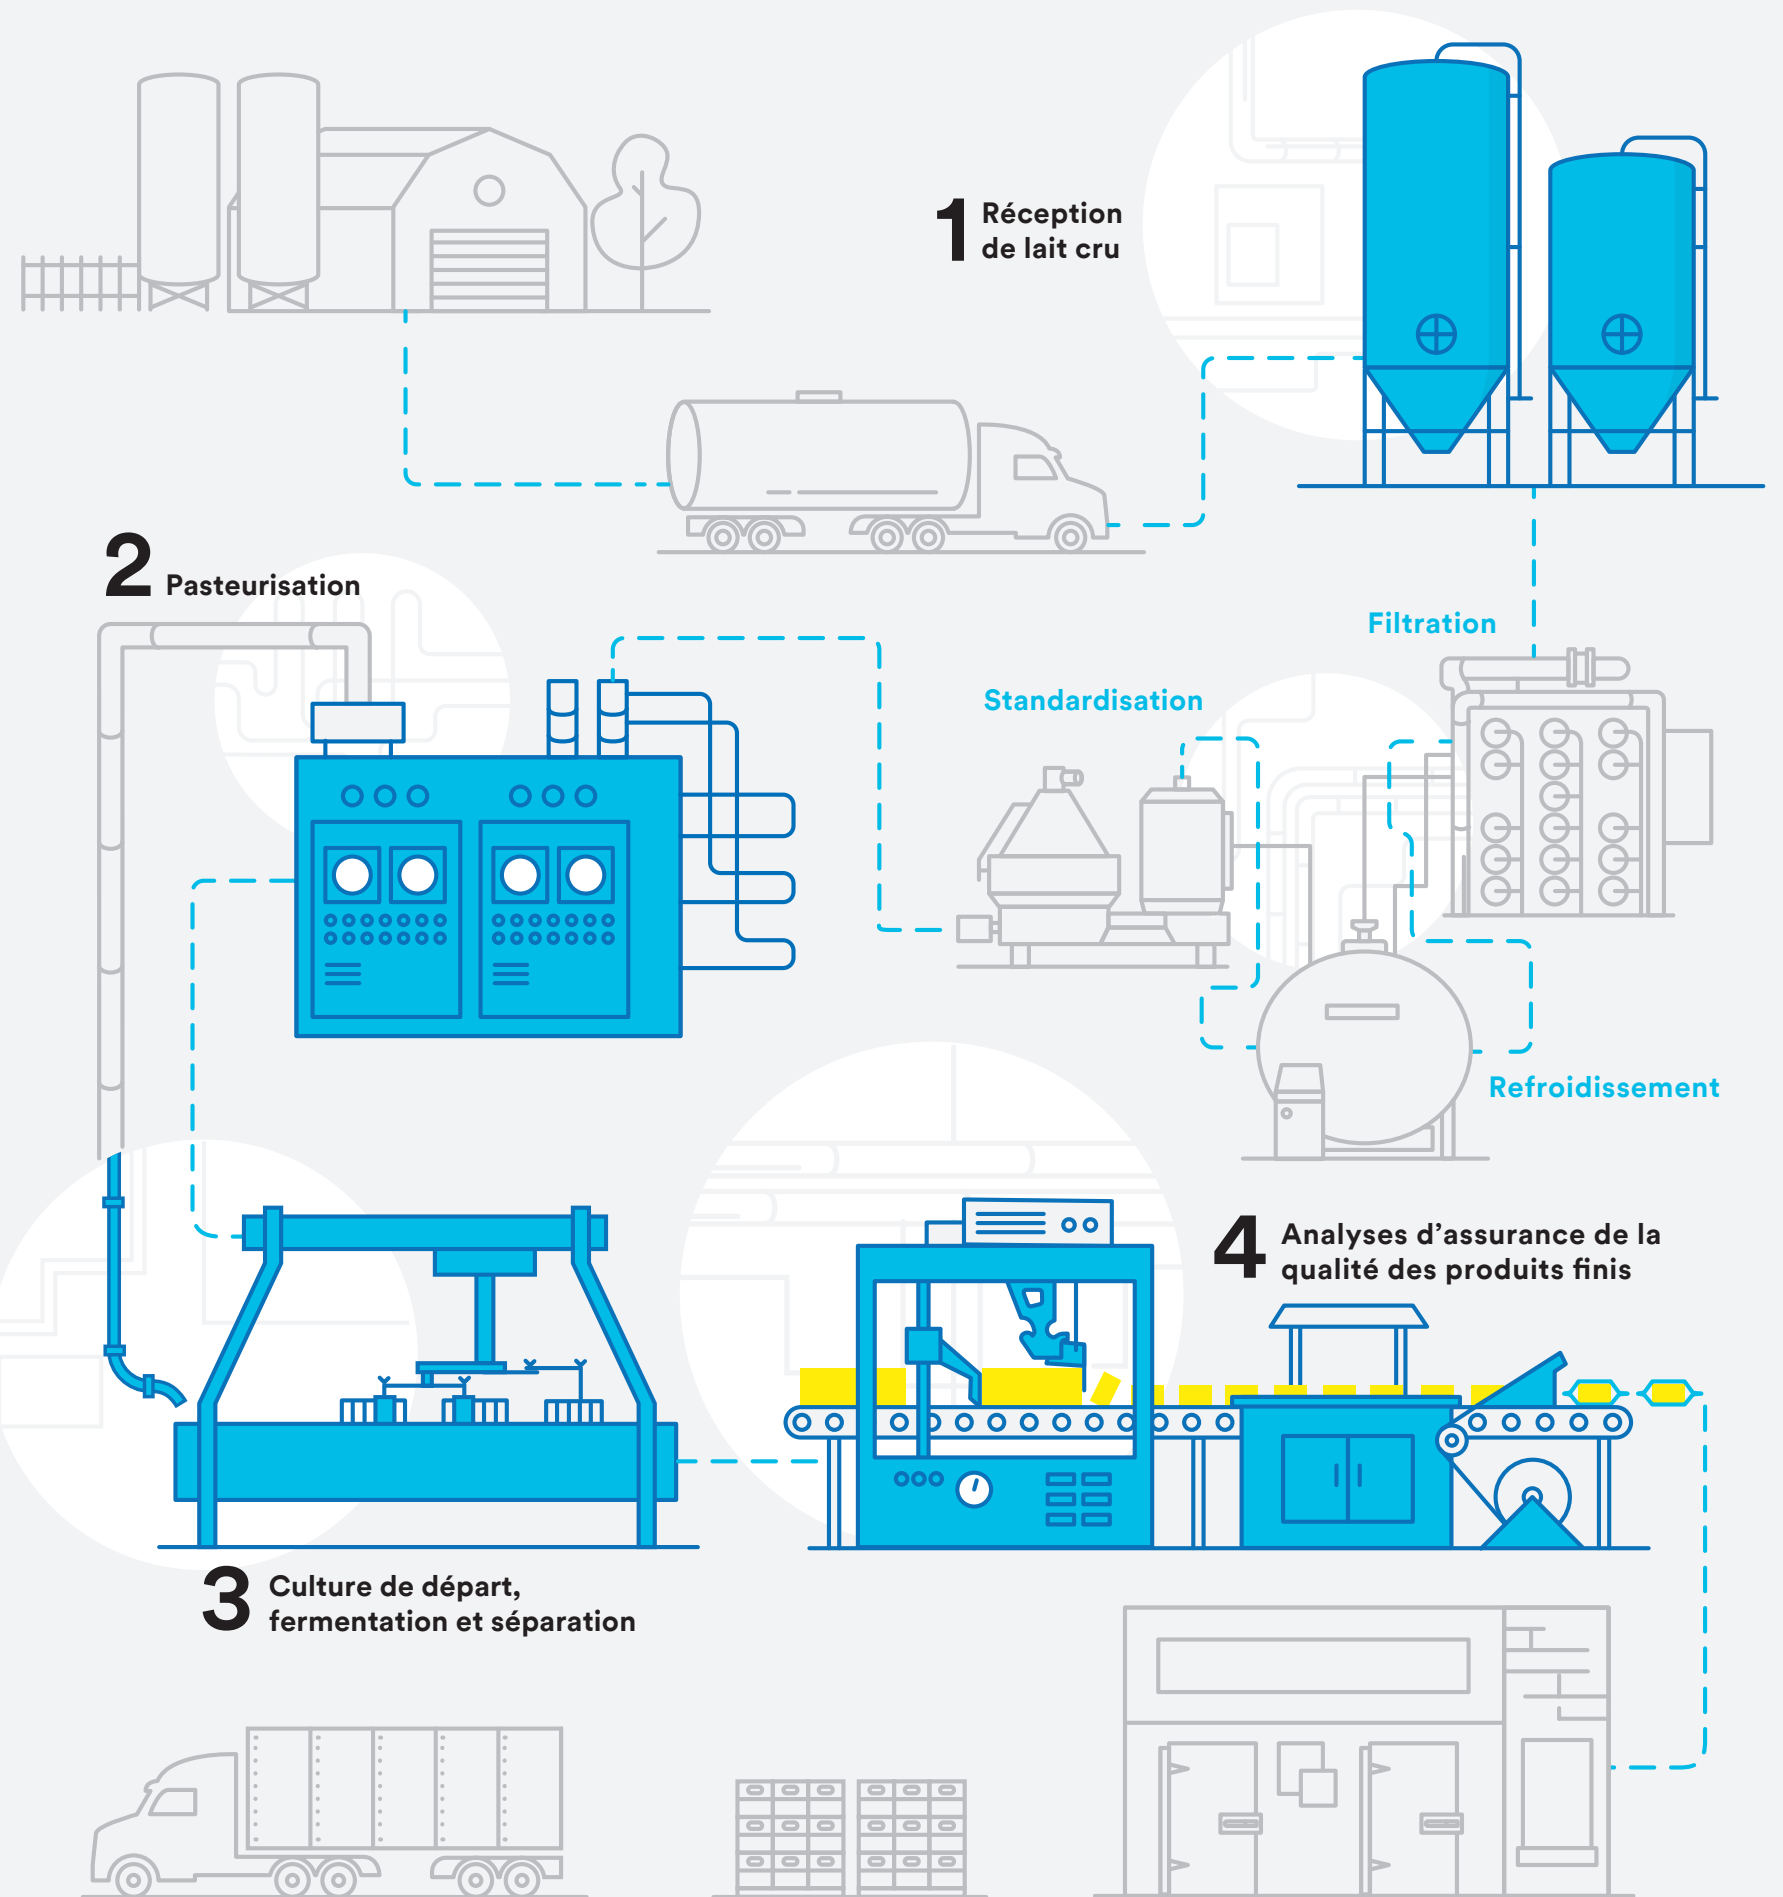 1 Réception
de lait cru
2 Pasteurisation
Filtration
Standardisation
Refroidissement
4 Analyses d’assurance de la
qualité des produits finis
3 Culture de départ,
fermentation et séparation